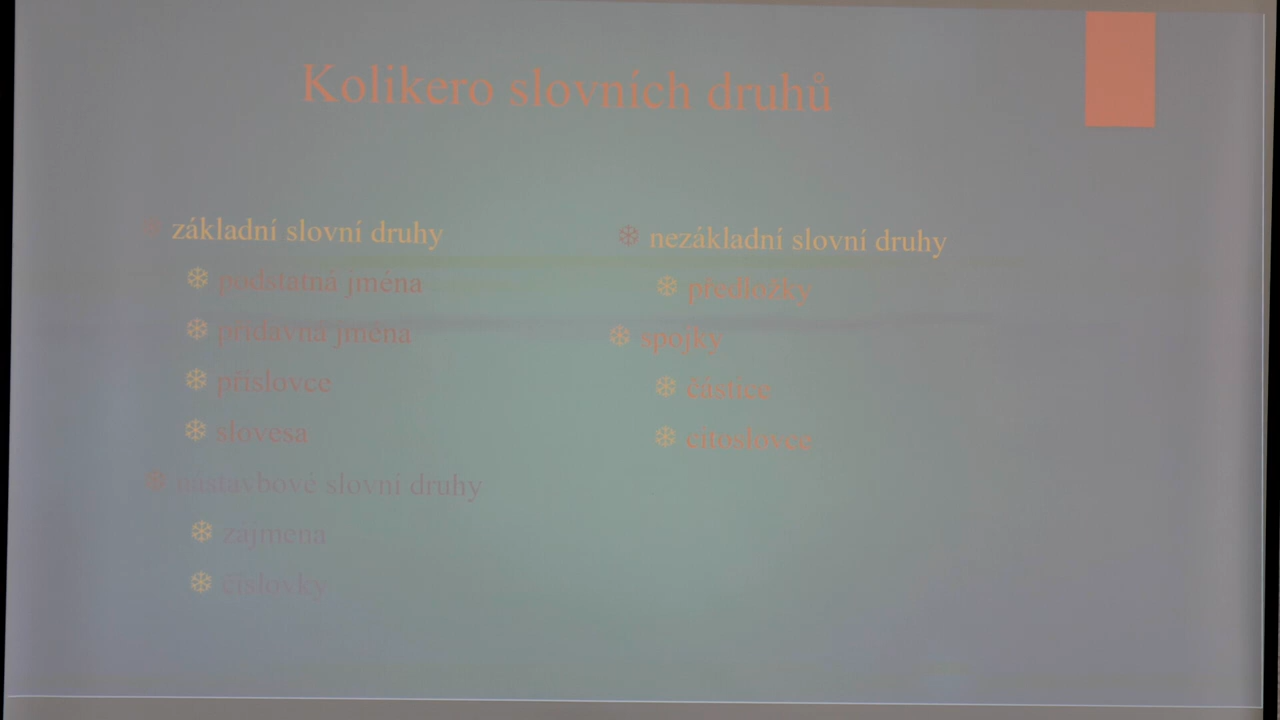 Kolikero slovních druhů
základní slovní druhy
podstatná jména
přídavná jména
příslovce
slovesa
nástavbové slovní druhy
zájmena
číslovky
nezákladní slovní druhy
předložky
spojky
částice
citoslovce